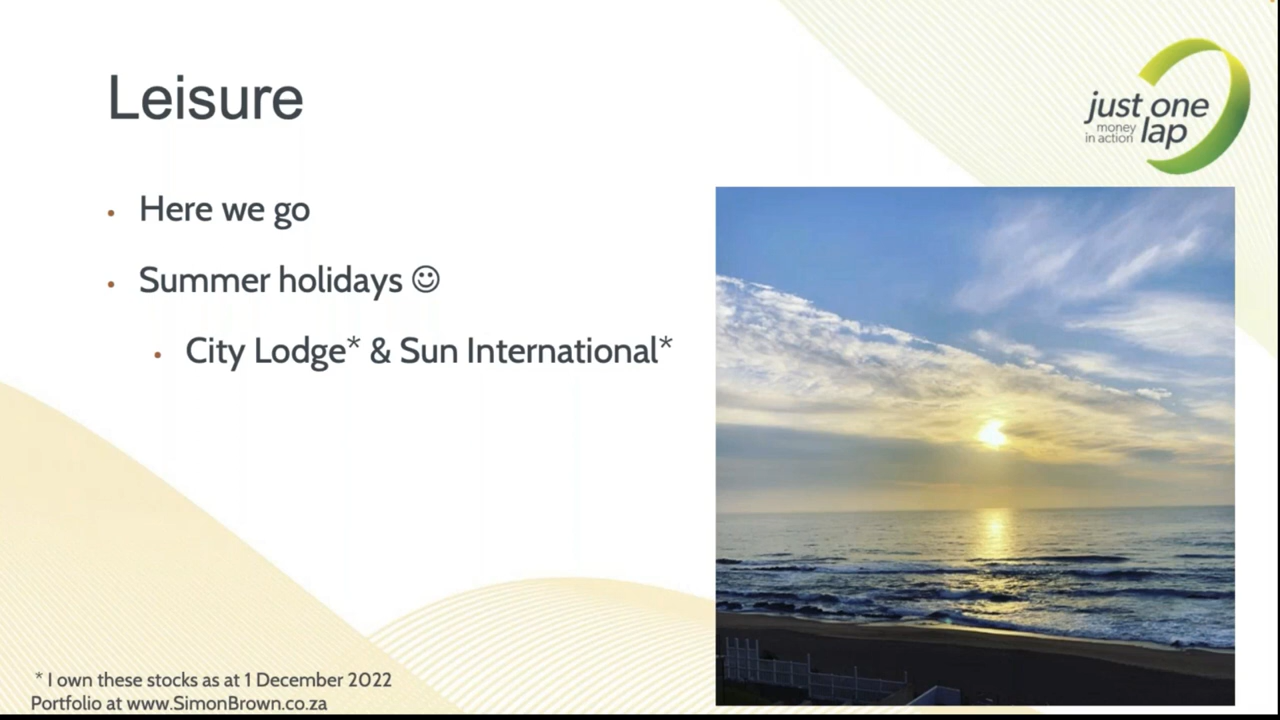 Leisure
just one
money
in action lap
• Here we go
• Summer holidays ☺
• City Lodge* & Sun International*
* I own these stocks as at 1 December 2022
Portfolio at www.SimonBrown.co.za